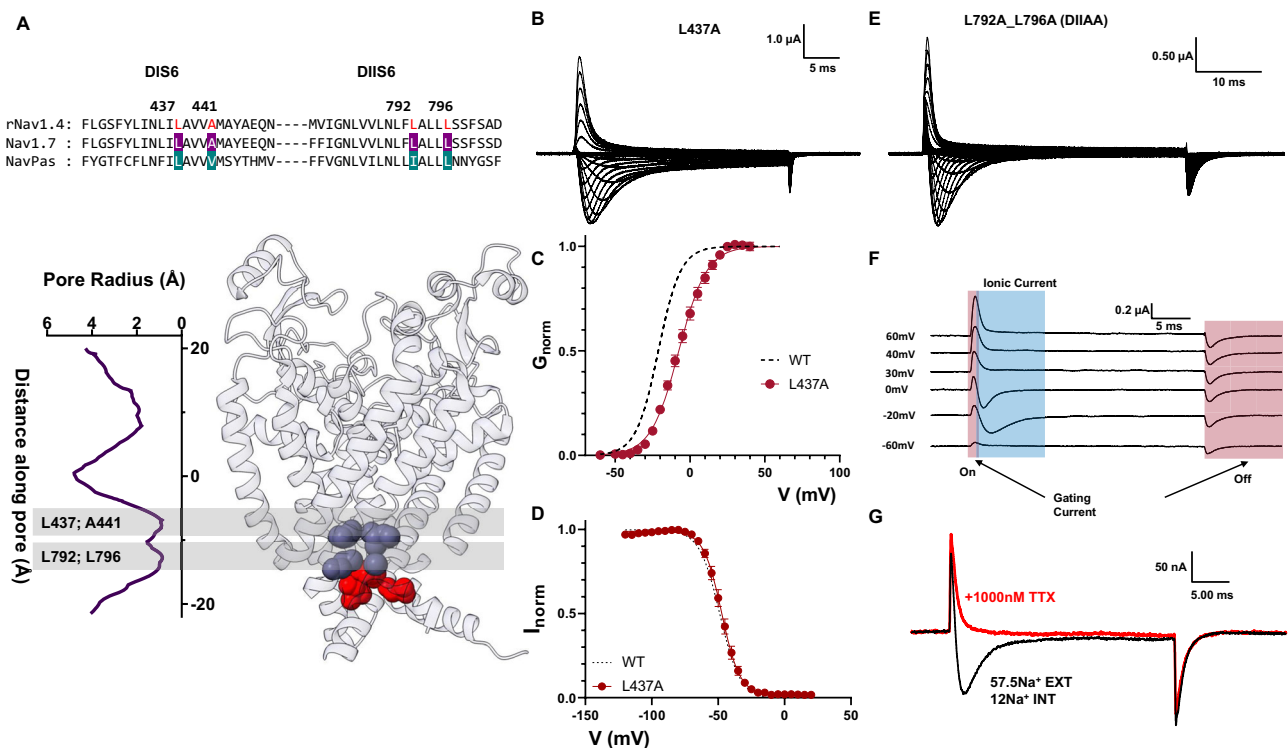 A
DIS6 DIIS6
437 441 792 796
rNav1.4: FLGSFYLINLILAVVAMAYAEQN----MVIGNLVVLNLFLALLLSSFSAD
Nav1.7 : FLGSFYLINLILAVVAMAYEEQN----MVIGNLVVLNLFLALLLSSFSSD
NavPas : FYGTFCFLNFILAVVVMSYTHMV----FFVGNLVILNLLIALLLNNYGSF
Pore Radius (Å)
6 4 2 0
20
0
-20
Distance along pore (Å)
L437; A441
L792; L796
B
L437A
1.0 µA
5 ms
C
1.0
0.5
0.0
Gnorm
-50 0 50 100
V (mV)
WT
L437A
D
1.0
0.5
0.0
Inorm
-150 -100 -50 0 50
V (mV)
WT
L437A
E
L792A_L796A (DIIAA)
0.50 µA
10 ms
F
Ionic Current
0.2 µA
5 ms
60mV
40mV
30mV
0mV
-20mV
-60mV
On
Off
Gating
Current
G
+1000nM TTX
50 nA
5.00 ms
57.5Na⁺ EXT
12Na⁺ INT